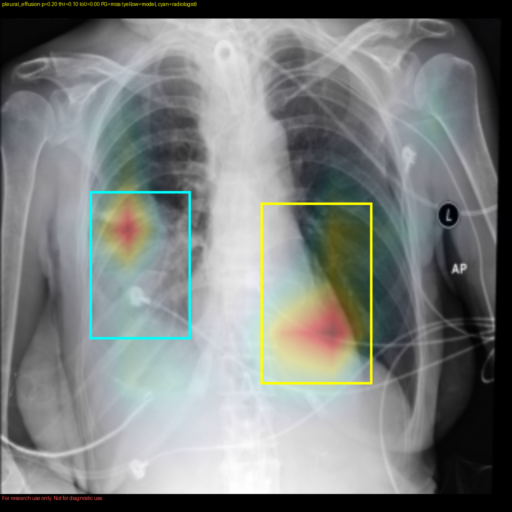 pleural_effusion p=0.20 thr=0.10 IoU=0.00 PG=miss (yellow=model, cyan=radiologist)
L
AP
For research use only. Not for diagnostic use.